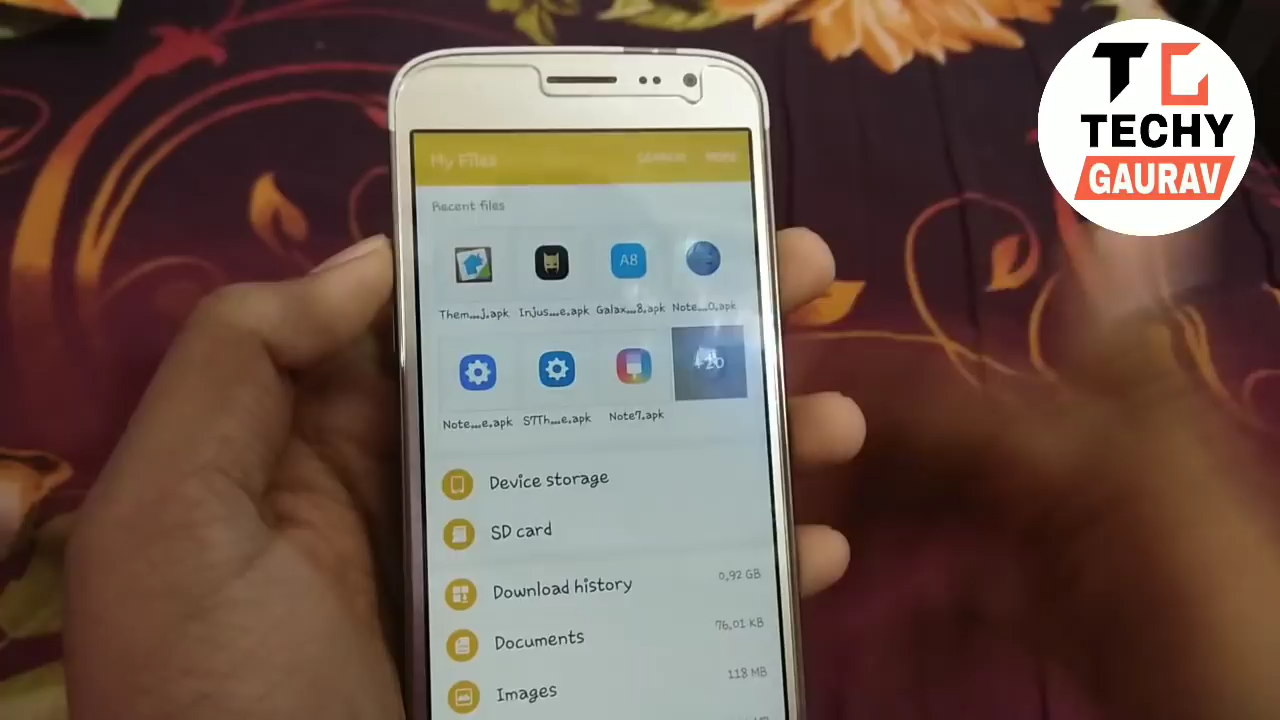 TG
TECHY
GAURAV
My Files
SEARCH MORE
Recent files
A8
Them...j.apk Injus...e.apk Galax...8.apk Note...0.apk
+20
Note...e.apk S7Th...e.apk Note7.apk
Device storage
SD card
Download history 0,92 GB
Documents 76,01 KB
Images 118 MB